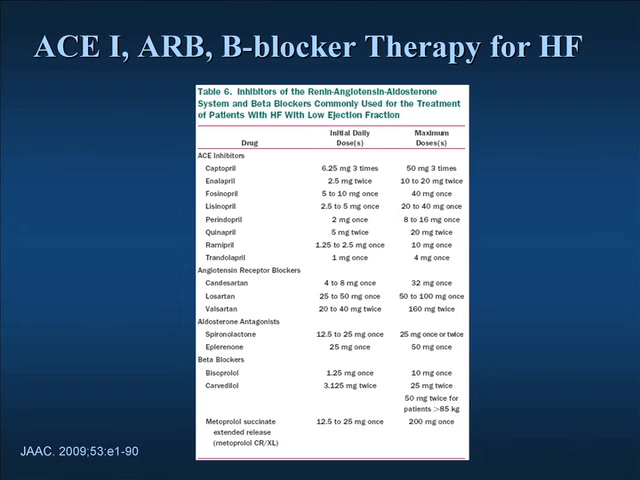 ACE I, ARB, B-blocker Therapy for HF
Table 6. Inhibitors of the Renin-Angiotensin-Aldosterone
System and Beta Blockers Commonly Used for the Treatment
of Patients With HF With Low Ejection Fraction
Drug Initial Daily Dose(s) Maximum Doses(s)
ACE Inhibitors
Captopril 6.25 mg 3 times 50 mg 3 times
Enalapril 2.5 mg twice 10 to 20 mg twice
Fosinopril 5 to 10 mg once 40 mg once
Lisinopril 2.5 to 5 mg once 20 to 40 mg once
Perindopril 2 mg once 8 to 16 mg once
Quinapril 5 mg twice 20 mg twice
Ramipril 1.25 to 2.5 mg once 10 mg once
Trandolapril 1 mg once 4 mg once
Angiotensin Receptor Blockers
Candesartan 4 to 8 mg once 32 mg once
Losartan 25 to 50 mg once 50 to 100 mg once
Valsartan 20 to 40 mg twice 160 mg twice
Aldosterone Antagonists
Spironolactone 12.5 to 25 mg once 25 mg once or twice
Eplerenone 25 mg once 50 mg once
Beta Blockers
Bisoprolol 1.25 mg once 10 mg once
Carvedilol 3.125 mg twice 25 mg twice
50 mg twice for
patients >85 kg
Metoprolol succinate 12.5 to 25 mg once 200 mg once
extended release
(metoprolol CR/XL)
JAAC. 2009;53:e1-90